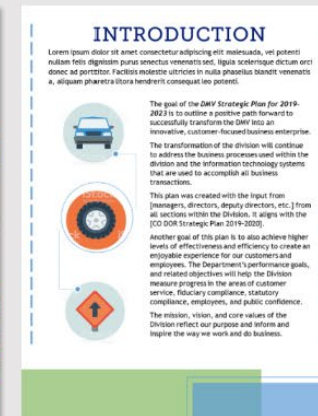 INTRODUCTION
Lorem ipsum dolor sit amet consectetur adipiscing elit malesuada, vel potenti
nullam felis dignissim purus senectus venenatis sed, ligula scelerisque dictum orci
donec ad porttitor. Facilisis molestie ultricies in nulla phasellus blandit venenatis
a, aliquam pharetra litora hendrerit consequat leo potenti.
The goal of the DMV Strategic Plan for 2019-
2023 is to outline a positive path forward to
successfully transform the DMV into an
innovative, customer-focused business enterprise.
The transformation of the division will continue
to address the business processes used within the
division and the information technology systems
that are used to accomplish all business
transactions.
This plan was created with the input from
[managers, directors, deputy directors, etc.] from
all sections within the Division. It aligns with the
[CO DOR Strategic Plan 2019-2020].
Another goal of this plan is to also achieve higher
levels of effectiveness and efficiency to create an
enjoyable experience for our customers and
employees. The Department's performance goals,
and related objectives will help the Division
measure progress in the areas of customer
service, fiduciary compliance, statutory
compliance, employees, and public confidence.
The mission, vision, and core values of the
Division reflect our purpose and inform and
inspire the way we work and do business.